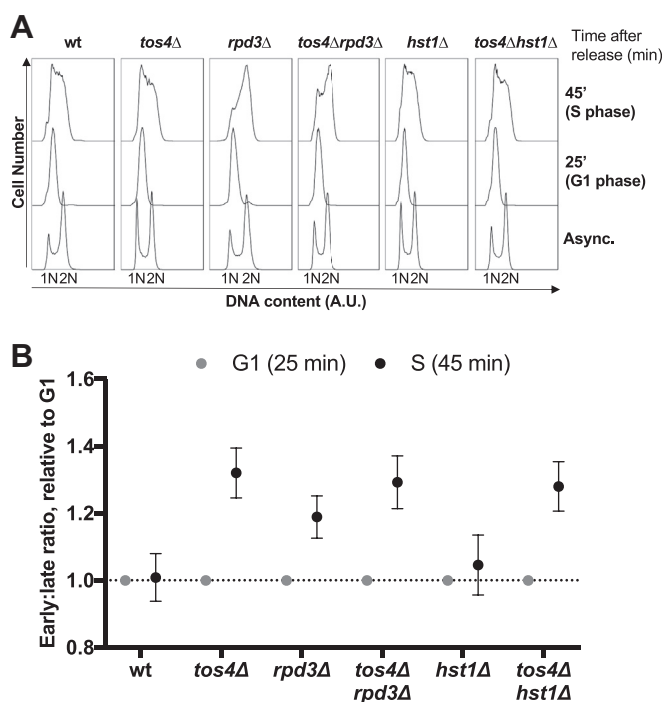 A
wt tos4Δ rpd3Δ tos4Δrpd3Δ hst1Δ tos4Δhst1Δ Time after
release (min)
45’
(S phase)
25’
(G1 phase)
Async.
Cell Number
1N2N 1N2N 1N 2N 1N2N 1N2N 1N2N
DNA content (A.U.)
B
G1 (25 min) S (45 min)
Early:late ratio, relative to G1
1.6
1.4
1.2
1.0
0.8
wt tos4Δ rpd3Δ tos4Δ hst1Δ tos4Δ
rpd3Δ hst1Δ